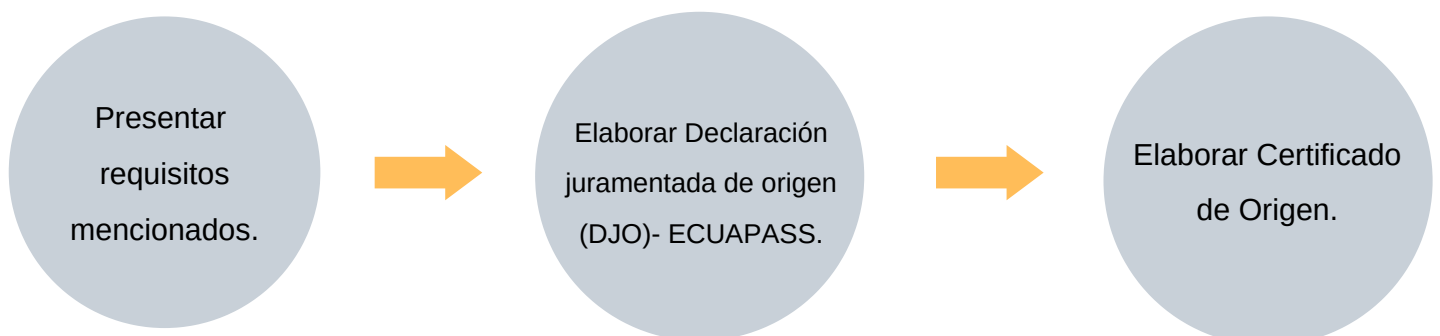 Presentar
requisitos
mencionados.
Elaborar Declaración
juramentada de origen
(DJO)- ECUAPASS.
Elaborar Certificado
de Origen.